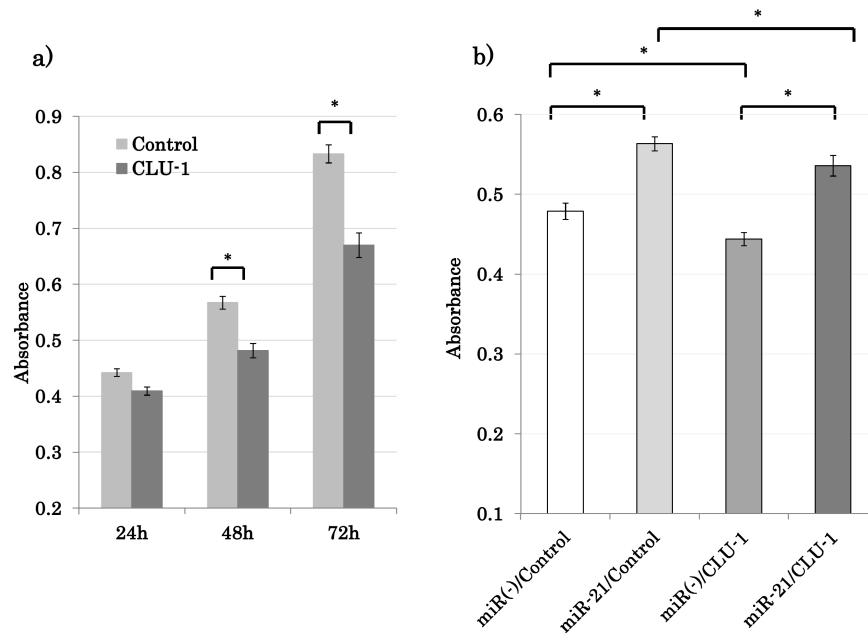 a)
*
*
0.9
0.8
0.7
0.6
0.5
0.4
0.3
0.2
Absorbance
Control
CLU-1
24h 48h 72h
b)
*
*
*
*
0.6
0.5
0.4
0.3
0.2
0.1
Absorbance
miR(-)/Control
miR-21/Control
miR(-)/CLU-1
miR-21/CLU-1